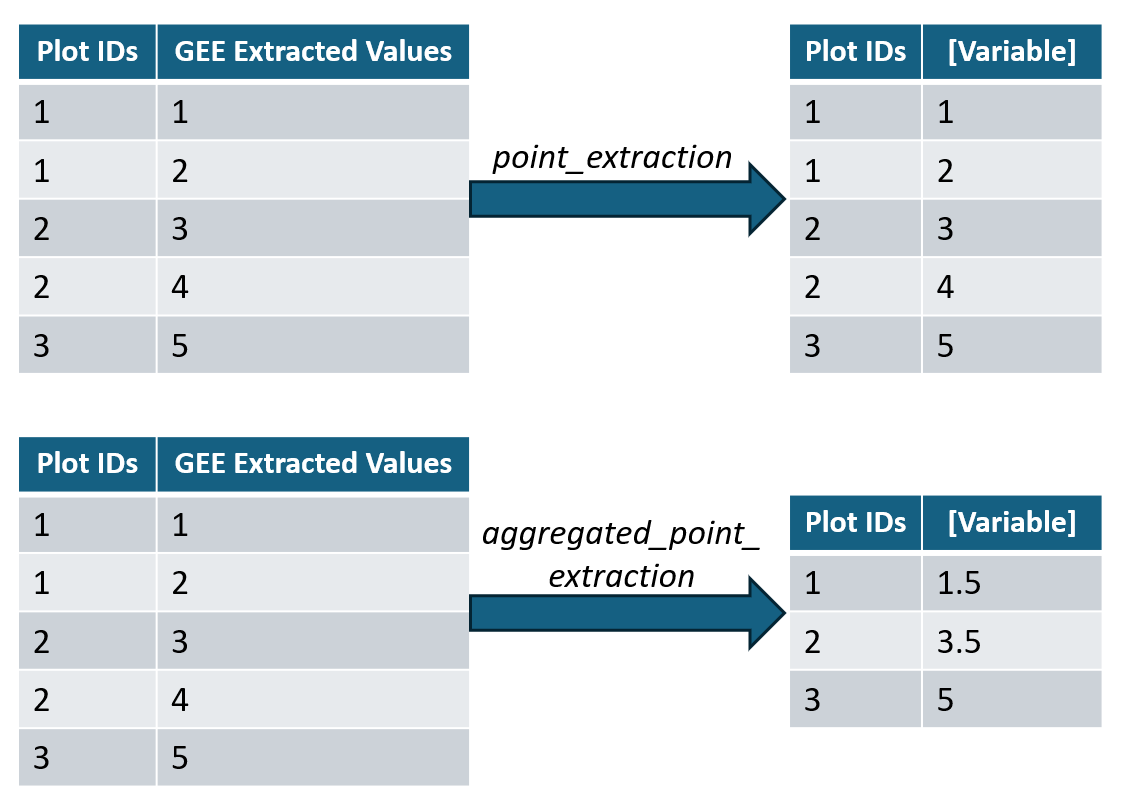 Plot IDs GEE Extracted Values
1 1
1 2
2 3
2 4
3 5
point_extraction
Plot IDs [Variable]
1 1
1 2
2 3
2 4
3 5
Plot IDs GEE Extracted Values
1 1
1 2
2 3
2 4
3 5
aggregated_point_
extraction
Plot IDs [Variable]
1 1.5
2 3.5
3 5